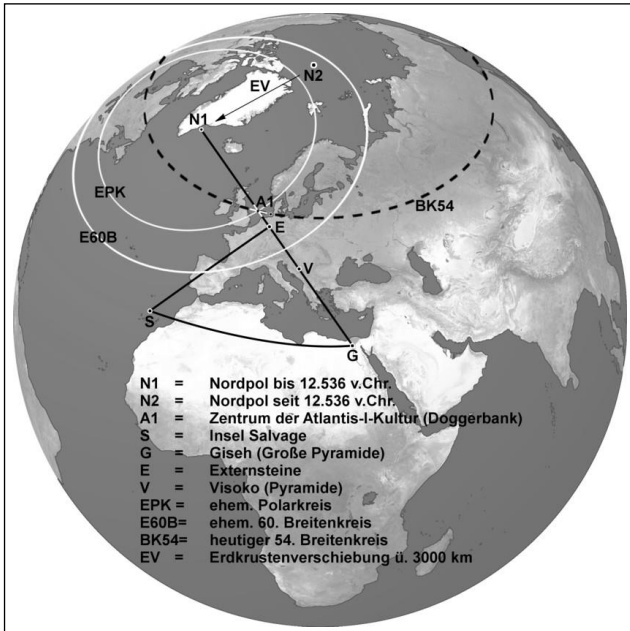 N2
EV
N1
EPK
A1
BK54
E
E60B
V
S
G
N1 = Nordpol bis 12.536 v.Chr.
N2 = Nordpol seit 12.536 v.Chr.
A1 = Zentrum der Atlantis-I-Kultur (Doggerbank)
S = Insel Salvage
G = Giseh (Große Pyramide)
E = Externsteine
V = Visoko (Pyramide)
EPK = ehem. Polarkreis
E60B= ehem. 60. Breitenkreis
BK54= heutiger 54. Breitenkreis
EV = Erdkrustenverschiebung ü. 3000 km